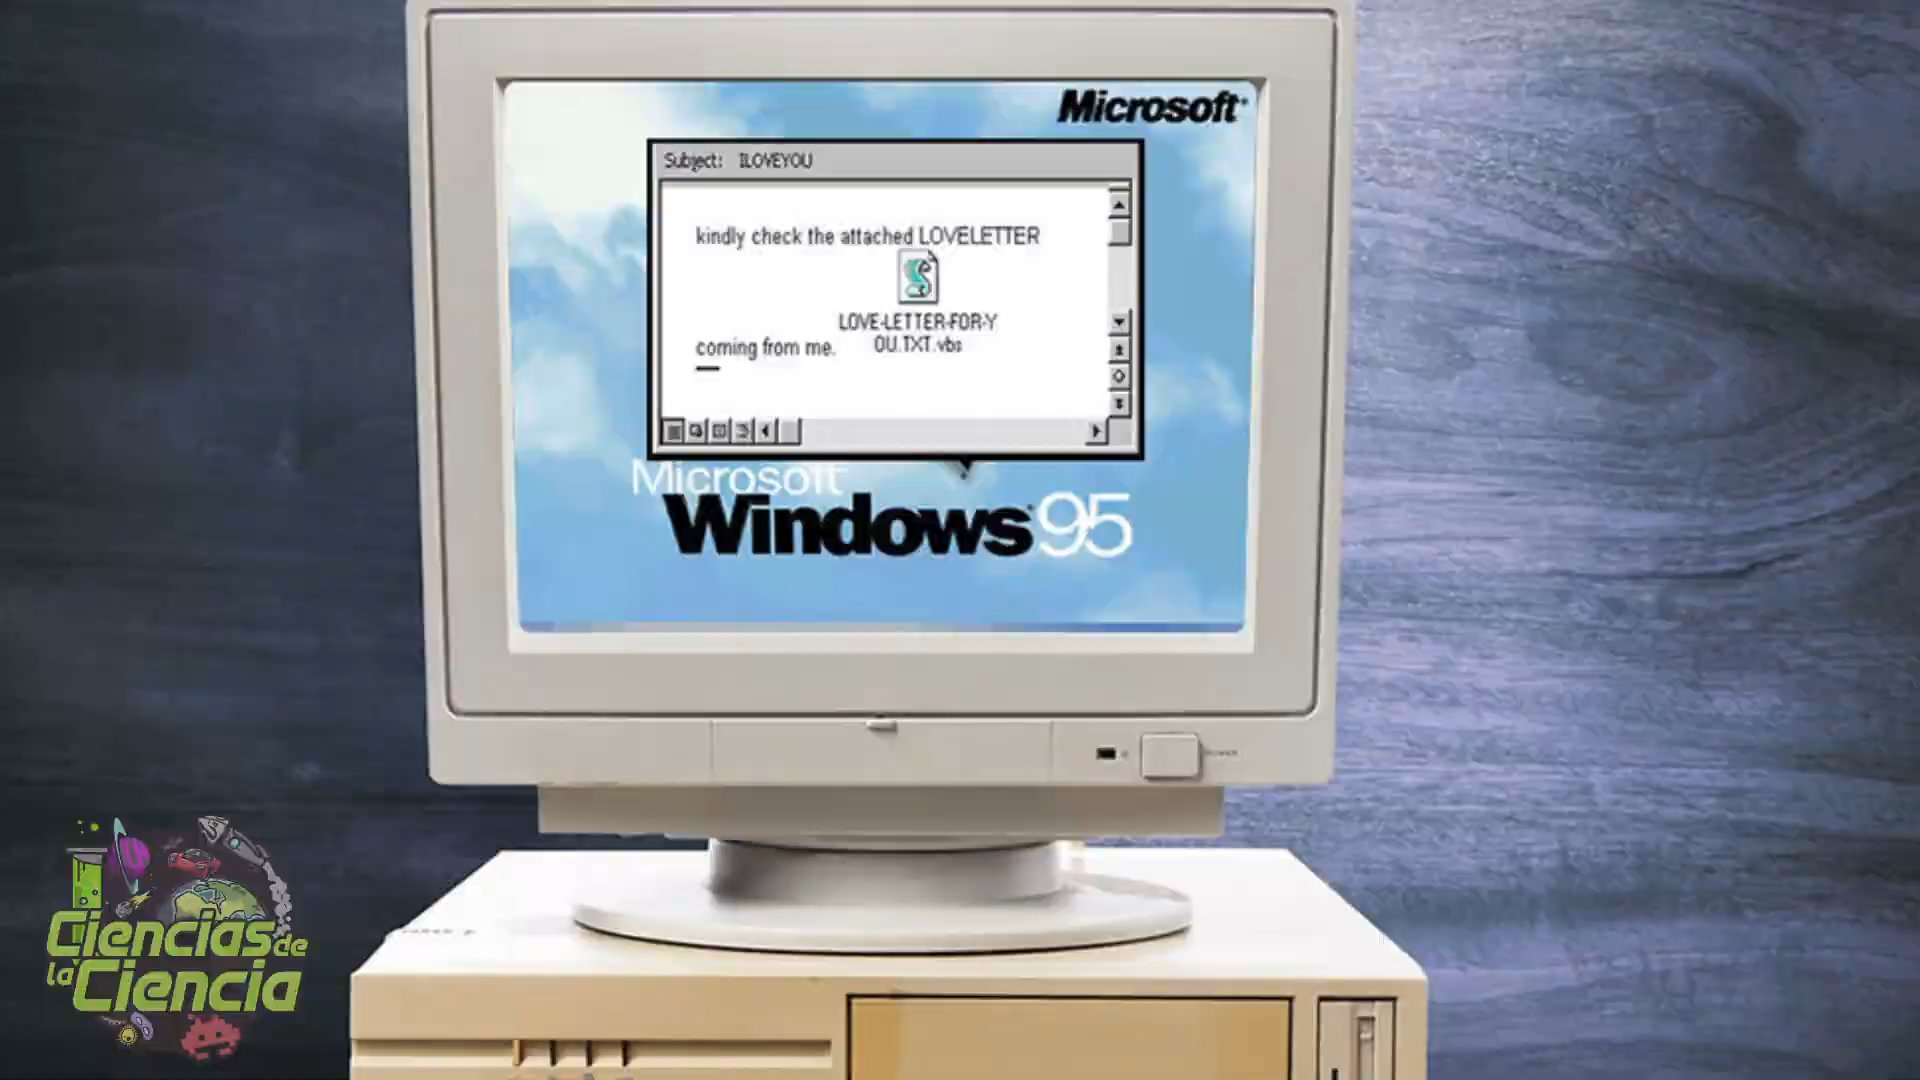 Microsoft
Subject: ILOVEYOU
kindly check the attached LOVELETTER
LOVE-LETTER-FOR-Y
OU.TXT.vbs
coming from me.
Microsoft
Windows 95
Ciencias de
la Ciencia